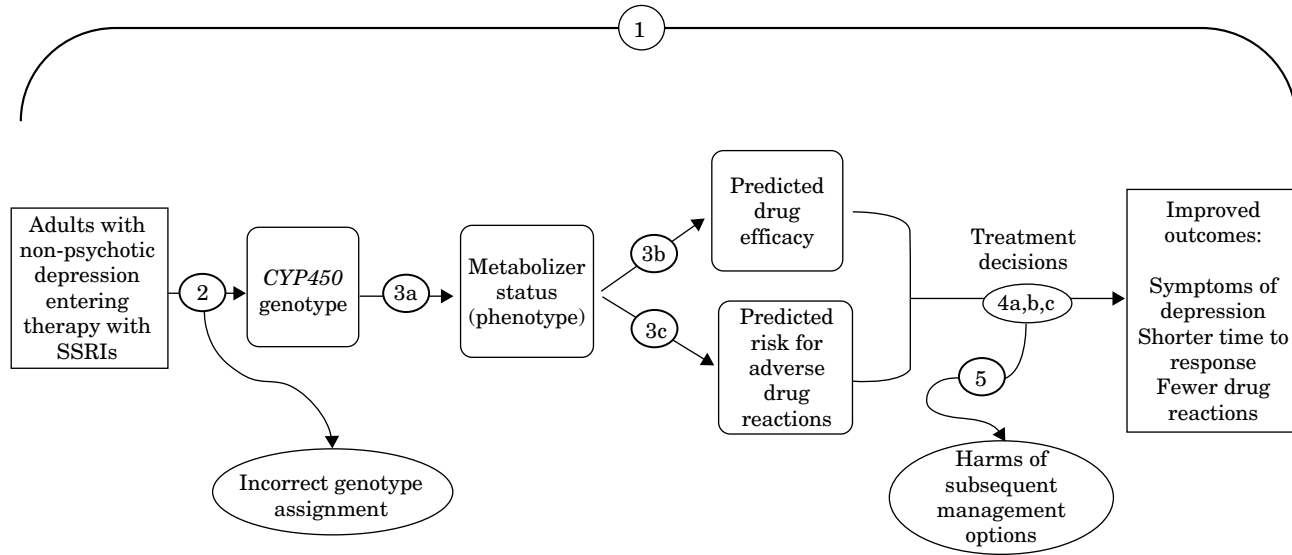 1
Adults with
non-psychotic
depression
entering
therapy with
SSRIs
2
CYP450
genotype
3a
Metabolizer
status
(phenotype)
3b
3c
Predicted
drug
efficacy
Predicted
risk for
adverse
drug
reactions
Treatment
decisions
4a,b,c
5
Improved
outcomes:
Symptoms of
depression
Shorter time to
response
Fewer drug
reactions
Incorrect genotype
assignment
Harms of
subsequent
management
options